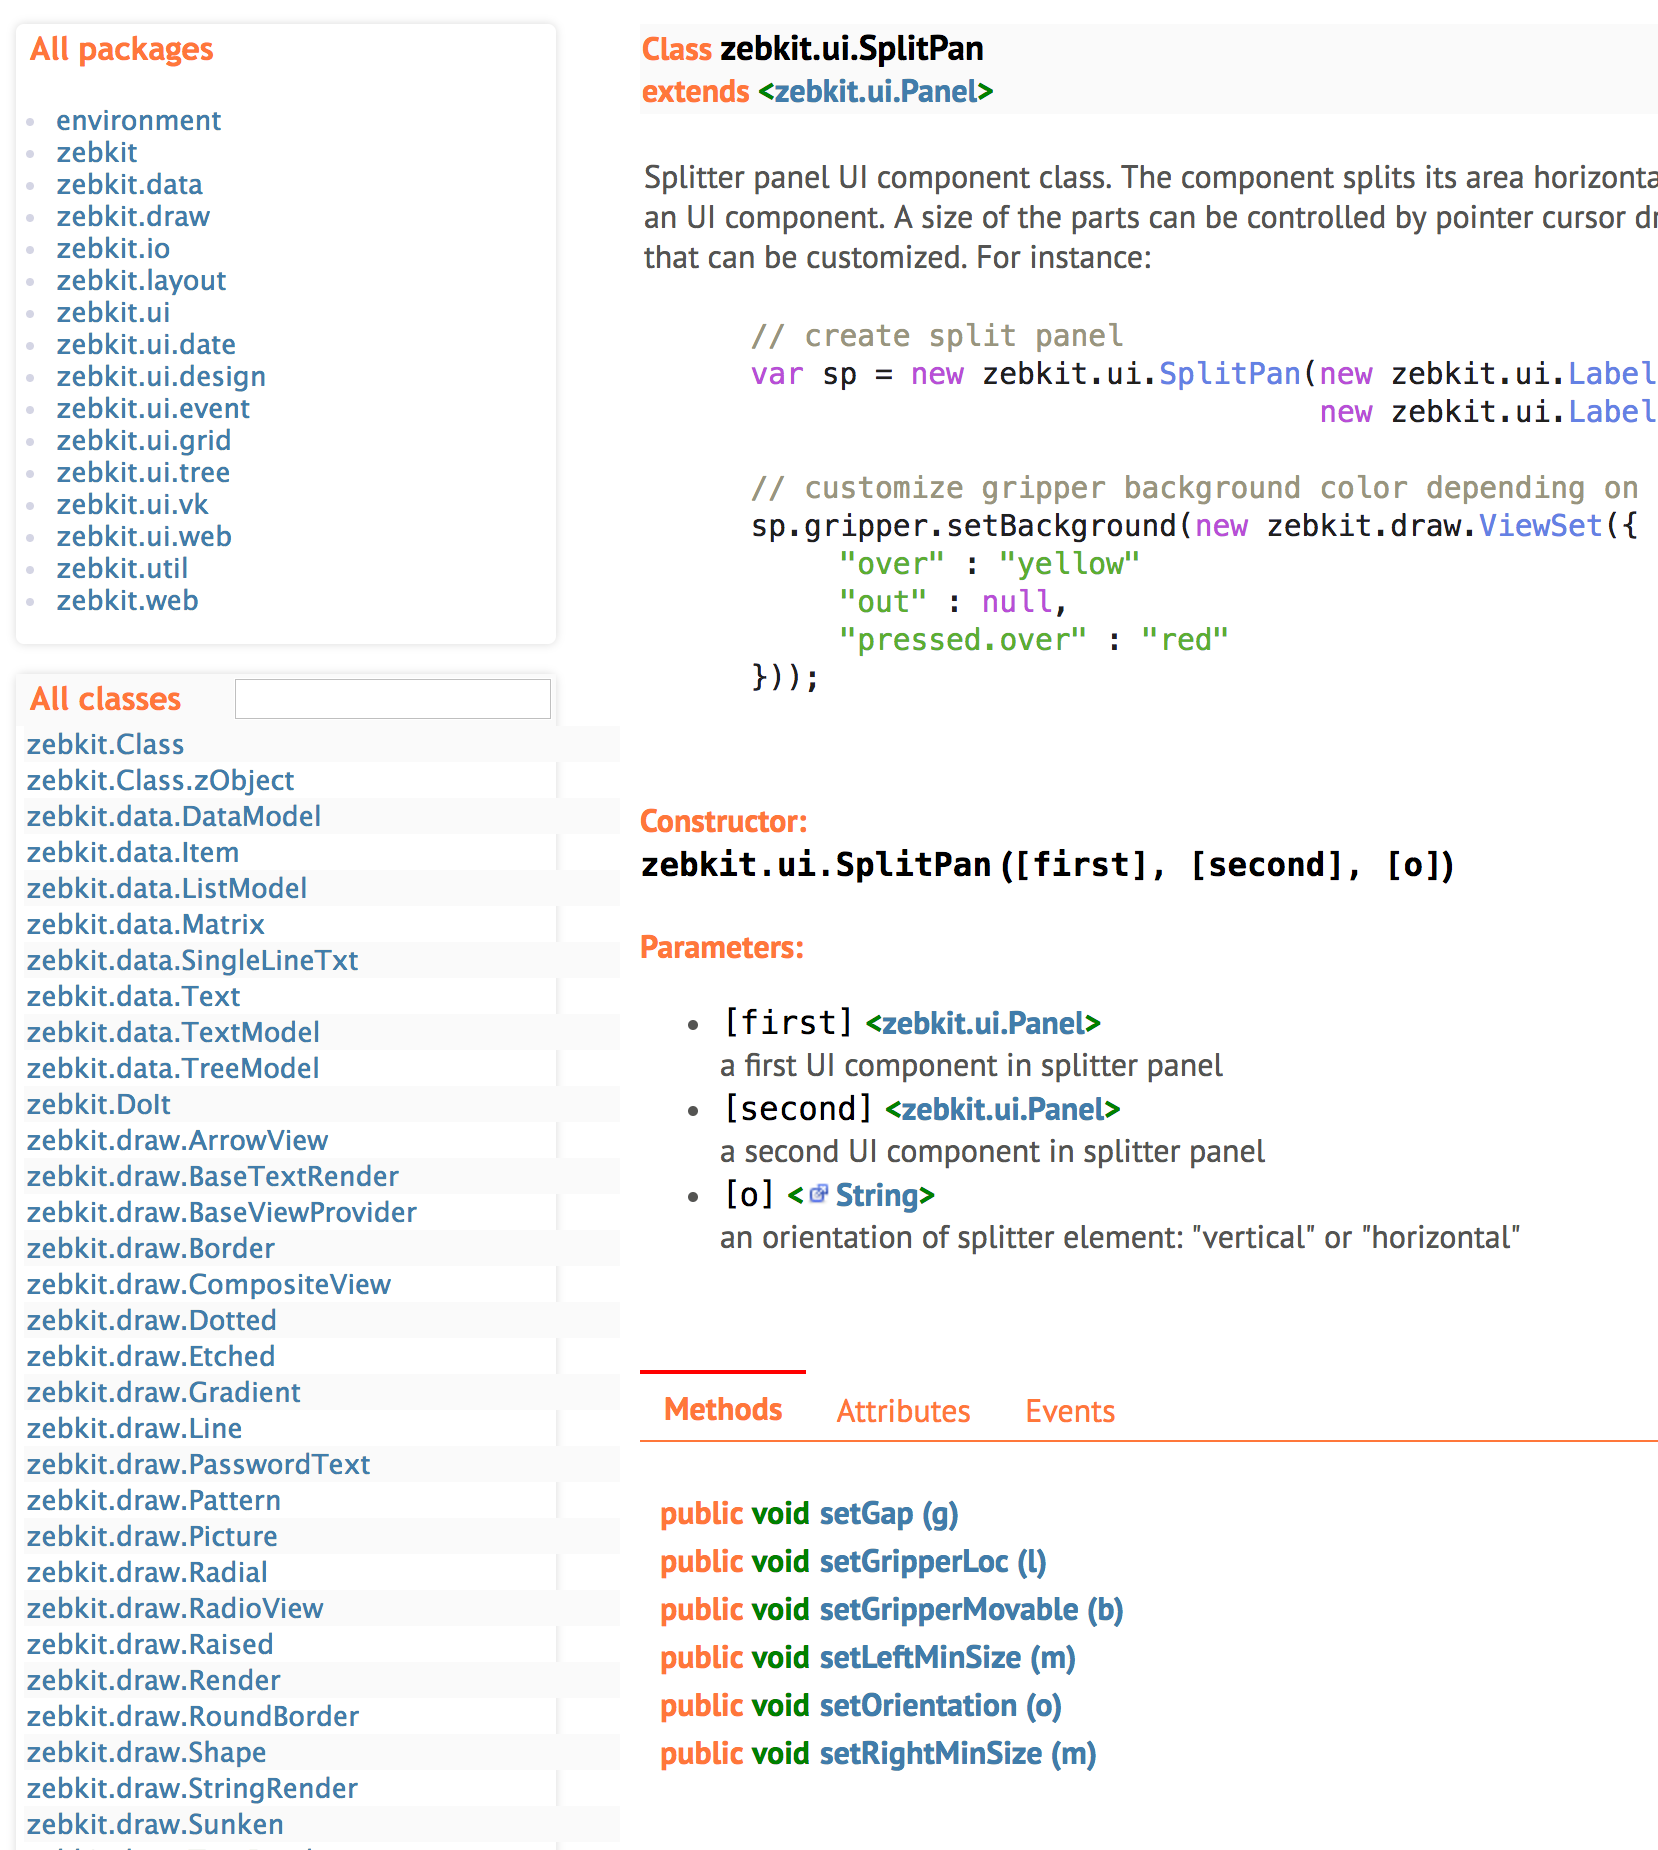 All packages
environment
zebkit
zebkit.data
zebkit.draw
zebkit.io
zebkit.layout
zebkit.ui
zebkit.ui.date
zebkit.ui.design
zebkit.ui.event
zebkit.ui.grid
zebkit.ui.tree
zebkit.ui.vk
zebkit.ui.web
zebkit.util
zebkit.web
All classes
zebkit.Class
zebkit.Class.zObject
zebkit.data.DataModel
zebkit.data.Item
zebkit.data.ListModel
zebkit.data.Matrix
zebkit.data.SingleLineTxt
zebkit.data.Text
zebkit.data.TextModel
zebkit.data.TreeModel
zebkit.DoIt
zebkit.draw.ArrowView
zebkit.draw.BaseTextRender
zebkit.draw.BaseViewProvider
zebkit.draw.Border
zebkit.draw.CompositeView
zebkit.draw.Dotted
zebkit.draw.Etched
zebkit.draw.Gradient
zebkit.draw.Line
zebkit.draw.PasswordText
zebkit.draw.Pattern
zebkit.draw.Picture
zebkit.draw.Radial
zebkit.draw.RadioView
zebkit.draw.Raised
zebkit.draw.Render
zebkit.draw.RoundBorder
zebkit.draw.Shape
zebkit.draw.StringRender
zebkit.draw.Sunken
Class zebkit.ui.SplitPan
extends <zebkit.ui.Panel>
Splitter panel UI component class. The component splits its area horizonta
an UI component. A size of the parts can be controlled by pointer cursor dr
that can be customized. For instance:
// create split panel
var sp = new zebkit.ui.SplitPan(new zebkit.ui.Label
new zebkit.ui.Label
// customize gripper background color depending on
sp.gripper.setBackground(new zebkit.draw.ViewSet({
"over" : "yellow"
"out" : null,
"pressed.over" : "red"
}));
Constructor:
zebkit.ui.SplitPan ([first], [second], [o])
Parameters:
[first] <zebkit.ui.Panel>
a first UI component in splitter panel
[second] <zebkit.ui.Panel>
a second UI component in splitter panel
[o] < String>
an orientation of splitter element: "vertical" or "horizontal"
Methods Attributes Events
public void setGap (g)
public void setGripperLoc (l)
public void setGripperMovable (b)
public void setLeftMinSize (m)
public void setOrientation (o)
public void setRightMinSize (m)